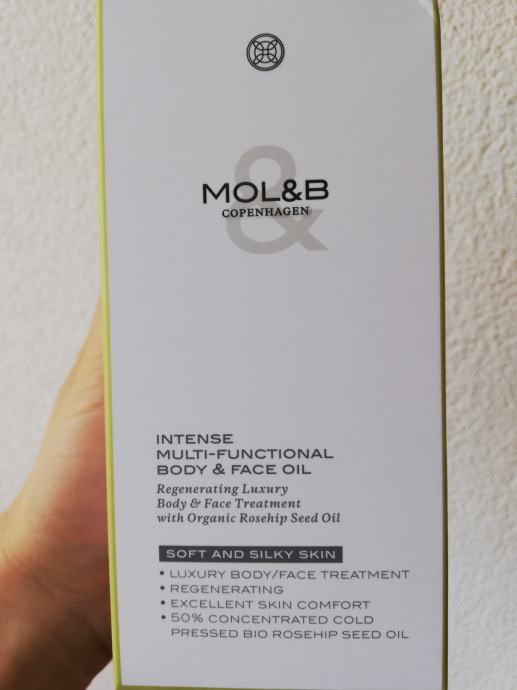 &
MOL&B
COPENHAGEN
INTENSE
MULTI-FUNCTIONAL
BODY & FACE OIL
Regenerating Luxury
Body & Face Treatment
with Organic Rosehip Seed Oil
SOFT AND SILKY SKIN
• LUXURY BODY/FACE TREATMENT
• REGENERATING
• EXCELLENT SKIN COMFORT
• 50% CONCENTRATED COLD
PRESSED BIO ROSEHIP SEED OIL